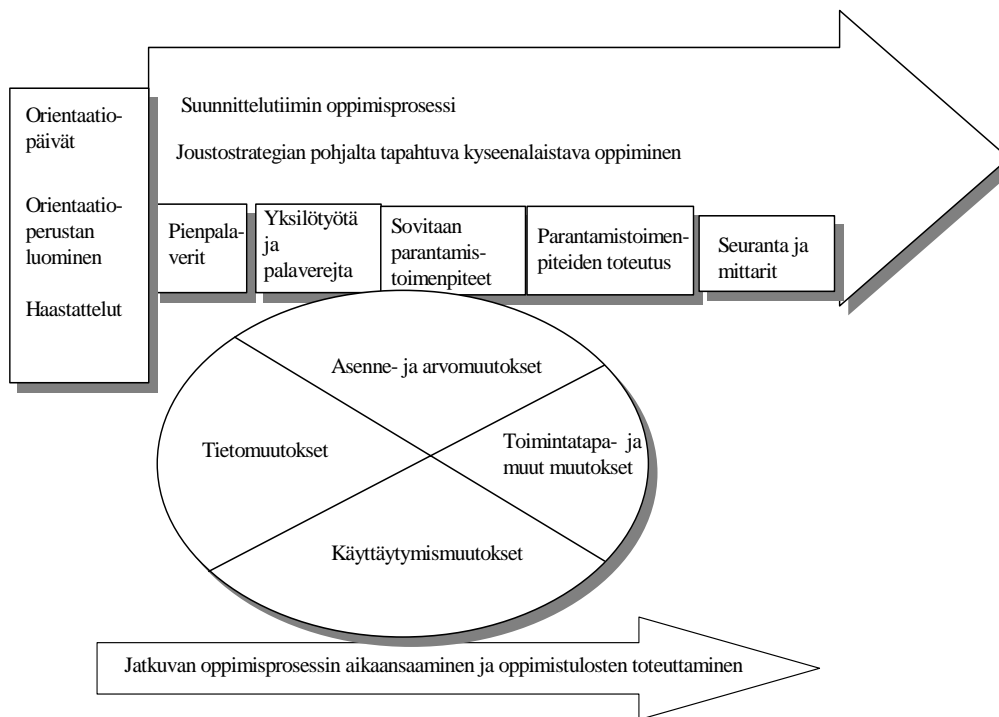 Orientaatio-
päivät
Orientaatio-
perustan
luominen
Haastattelut
Suunnittelutiimin oppimisprosessi
Joustostrategian pohjalta tapahtuva kyseenalaistava oppiminen
Pienpala-
verit
Yksilötyötä
ja
palaverejta
Sovitaan
parantamis-
toimenpiteet
Parantamistoimen-
piteiden toteutus
Seuranta ja
mittarit
Asenne- ja arvomuutokset
Tietomuutokset
Toimintatapa- ja
muut muutokset
Käyttäytymismuutokset
Jatkuvan oppimisprosessin aikaansaaminen ja oppimistulosten toteuttaminen